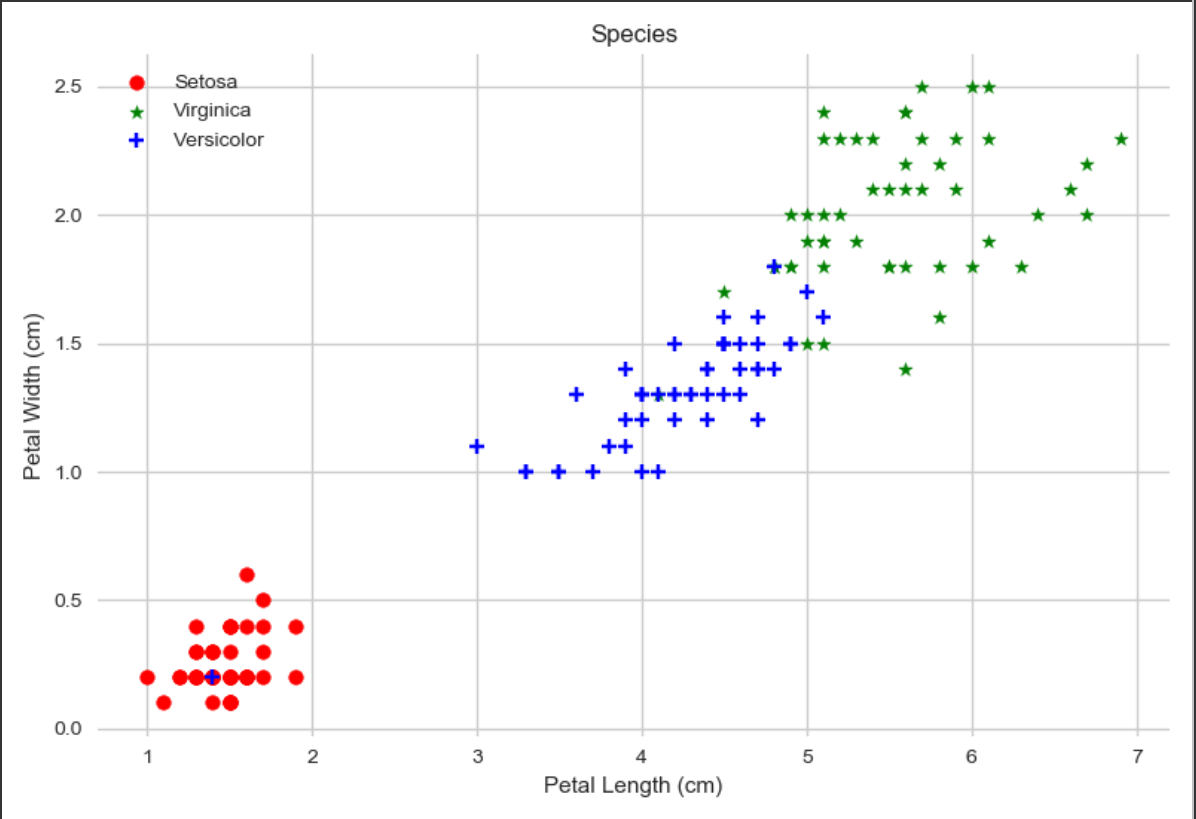 Species
Setosa
Virginica
Versicolor
2.5
2.0
1.5
1.0
0.5
0.0
Petal Width (cm)
1 2 3 4 5 6 7
Petal Length (cm)